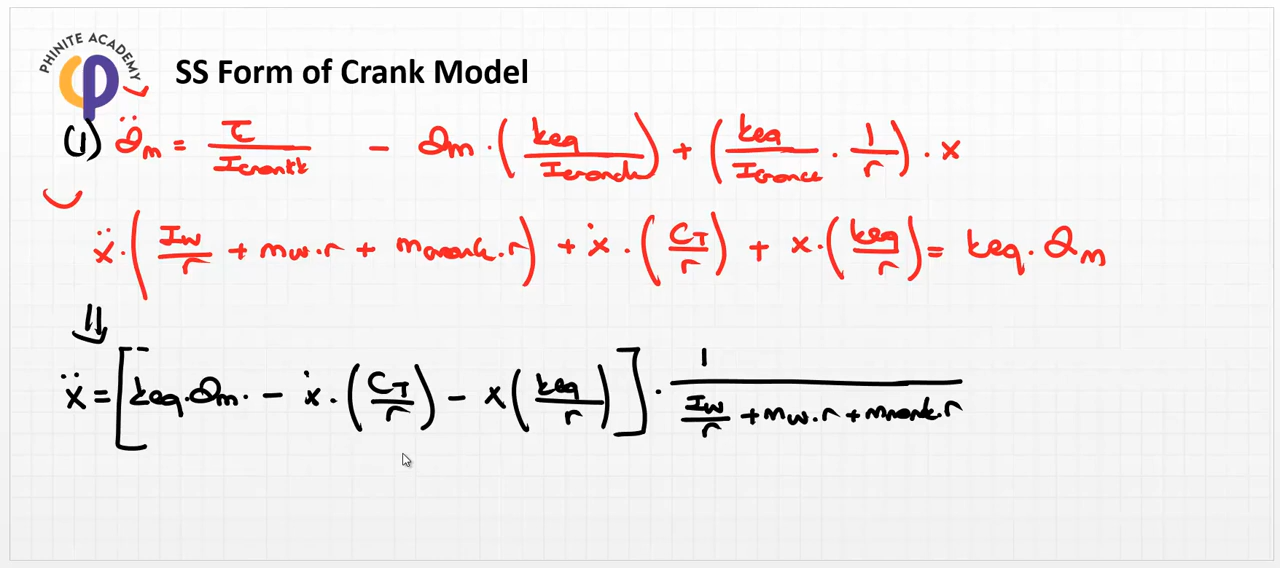 PHINITE ACADEMY
SS Form of Crank Model
(1) θ̈m = τ/Icrank − θm · (keq/Icrank) + (keq/Icrank · 1/r) · x
ẍ · (Iw/r + mw.r + mcrank.r) + ẋ · (CT/r) + x · (keq/r) = keq · θm
⇓
ẍ = [keq · θm · − ẋ · (CT/r) − x (keq/r)] · 1/(Iw/r + mw.r + mcrank.r)